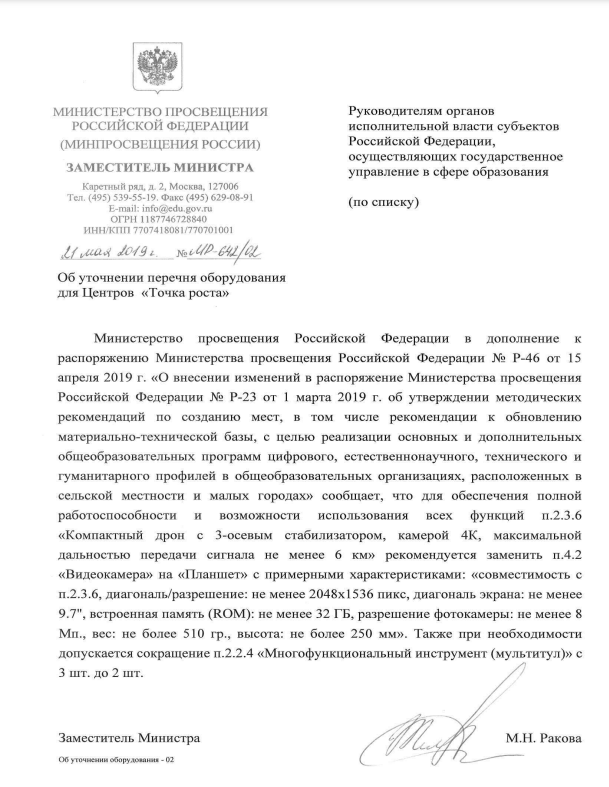 МИНИСТЕРСТВО ПРОСВЕЩЕНИЯ
РОССИЙСКОЙ ФЕДЕРАЦИИ
(МИНПРОСВЕЩЕНИЯ РОССИИ)
ЗАМЕСТИТЕЛЬ МИНИСТРА
Каретный ряд, д. 2, Москва, 127006
Тел. (495) 539-55-19. Факс (495) 629-08-91
E-mail: info@edu.gov.ru
ОГРН 1187746728840
ИНН/КПП 7707418081/770701001
21 мая 2019 г. № МР-642/02
Руководителям органов
исполнительной власти субъектов
Российской Федерации,
осуществляющих государственное
управление в сфере образования
(по списку)
Об уточнении перечня оборудования
для Центров «Точка роста»
Министерство просвещения Российской Федерации в дополнение к
распоряжению Министерства просвещения Российской Федерации № Р-46 от 15
апреля 2019 г. «О внесении изменений в распоряжение Министерства просвещения
Российской Федерации № Р-23 от 1 марта 2019 г. об утверждении методических
рекомендаций по созданию мест, в том числе рекомендации к обновлению
материально-технической базы, с целью реализации основных и дополнительных
общеобразовательных программ цифрового, естественнонаучного, технического и
гуманитарного профилей в общеобразовательных организациях, расположенных в
сельской местности и малых городах» сообщает, что для обеспечения полной
работоспособности и возможности использования всех функций п.2.3.6
«Компактный дрон с 3-осевым стабилизатором, камерой 4К, максимальной
дальностью передачи сигнала не менее 6 км» рекомендуется заменить п.4.2
«Видеокамера» на «Планшет» с примерными характеристиками: «совместимость с
п.2.3.6, диагональ/разрешение: не менее 2048x1536 пикс, диагональ экрана: не менее
9.7", встроенная память (ROM): не менее 32 ГБ, разрешение фотокамеры: не менее 8
Мп., вес: не более 510 гр., высота: не более 250 мм». Также при необходимости
допускается сокращение п.2.2.4 «Многофункциональный инструмент (мультитул)» с
3 шт. до 2 шт.
Заместитель Министра М.Н. Ракова
Об уточнении оборудования - 02